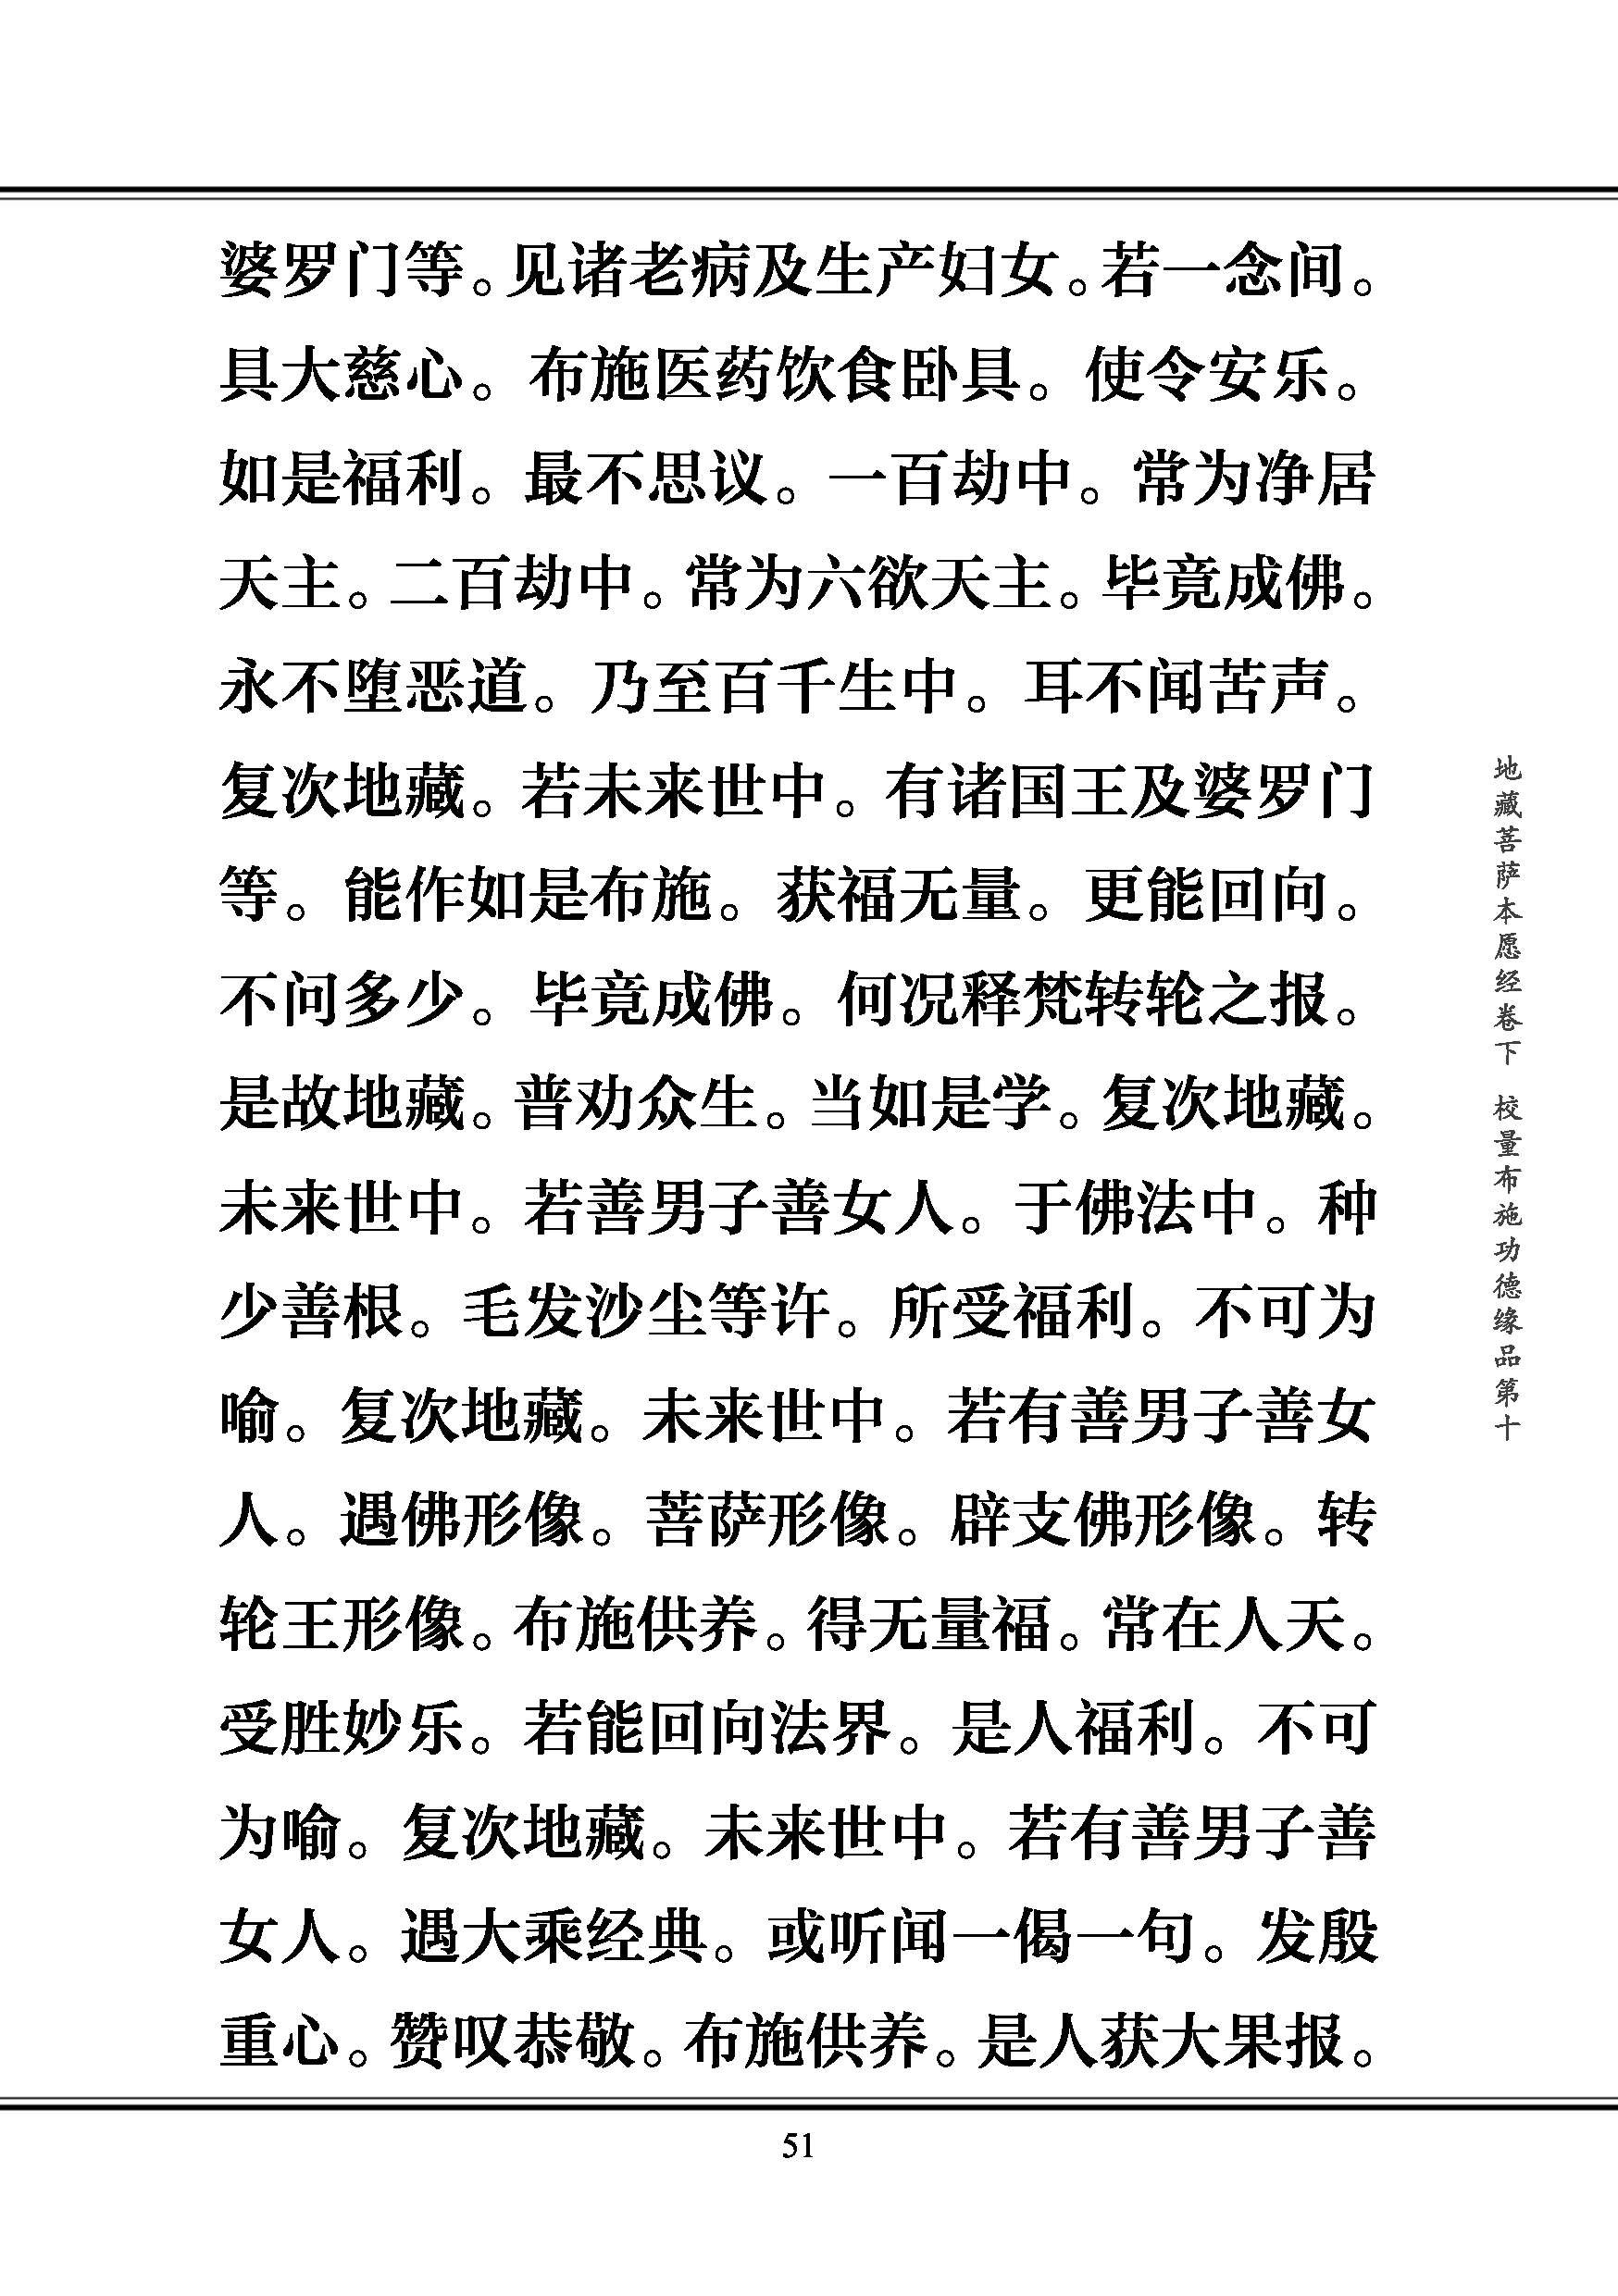 婆罗门等。见诸老病及生产妇女。若一念间。
具大慈心。布施医药饮食卧具。使令安乐。
如是福利。最不思议。一百劫中。常为净居
天主。二百劫中。常为六欲天主。毕竟成佛。
永不堕恶道。乃至百千生中。耳不闻苦声。
复次地藏。若未来世中。有诸国王及婆罗门
等。能作如是布施。获福无量。更能回向。
不问多少。毕竟成佛。何况释梵转轮之报。
是故地藏。普劝众生。当如是学。复次地藏。
未来世中。若善男子善女人。于佛法中。种
少善根。毛发沙尘等许。所受福利。不可为
喻。复次地藏。未来世中。若有善男子善女
人。遇佛形像。菩萨形像。辟支佛形像。转
轮王形像。布施供养。得无量福。常在人天。
受胜妙乐。若能回向法界。是人福利。不可
为喻。复次地藏。未来世中。若有善男子善
女人。遇大乘经典。或听闻一偈一句。发殷
重心。赞叹恭敬。布施供养。是人获大果报。
地藏菩萨本愿经卷下 校量布施功德缘品第十
51